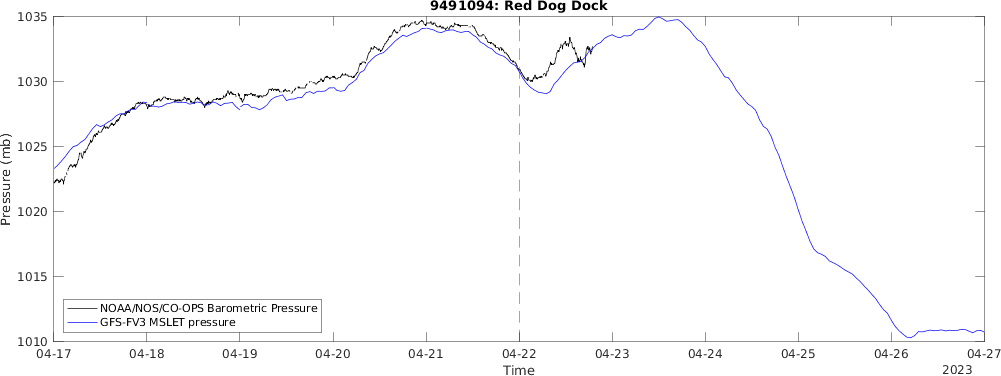 9491094: Red Dog Dock
Pressure (mb)
1035
1030
1025
1020
1015
1010
NOAA/NOS/CO-OPS Barometric Pressure
GFS-FV3 MSLET pressure
04-17 04-18 04-19 04-20 04-21 04-22 04-23 04-24 04-25 04-26 04-27
Time
2023